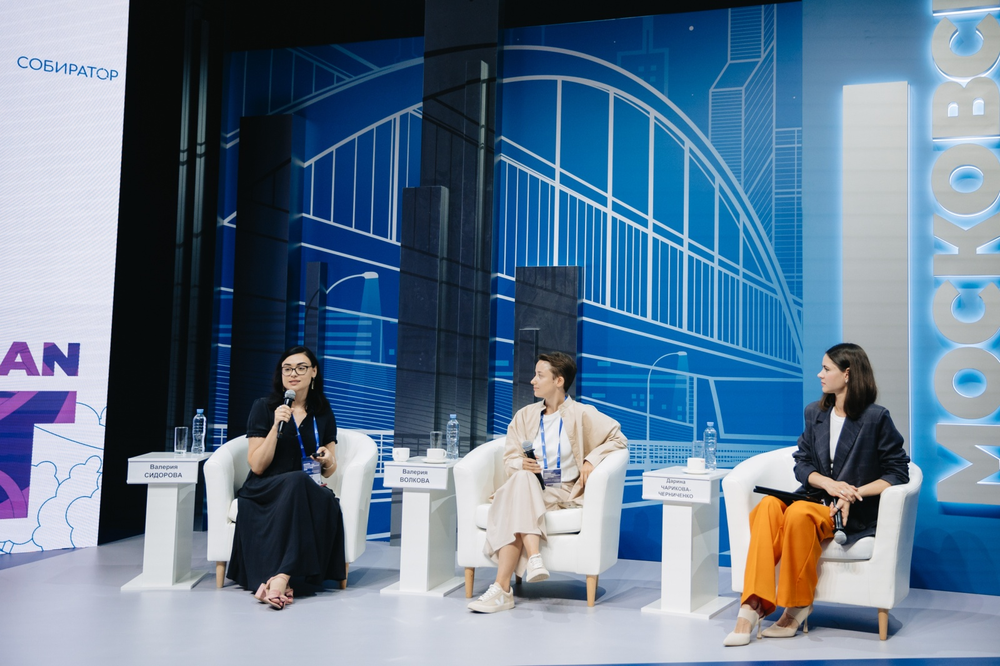 СОБИРАТОР
AN
T
МОСКОВС
Валерия
СИДОРОВА
Валерия
ВОЛКОВА
Дарина
ЧАРИКОВА-
ЧЕРНИЧЕНКО